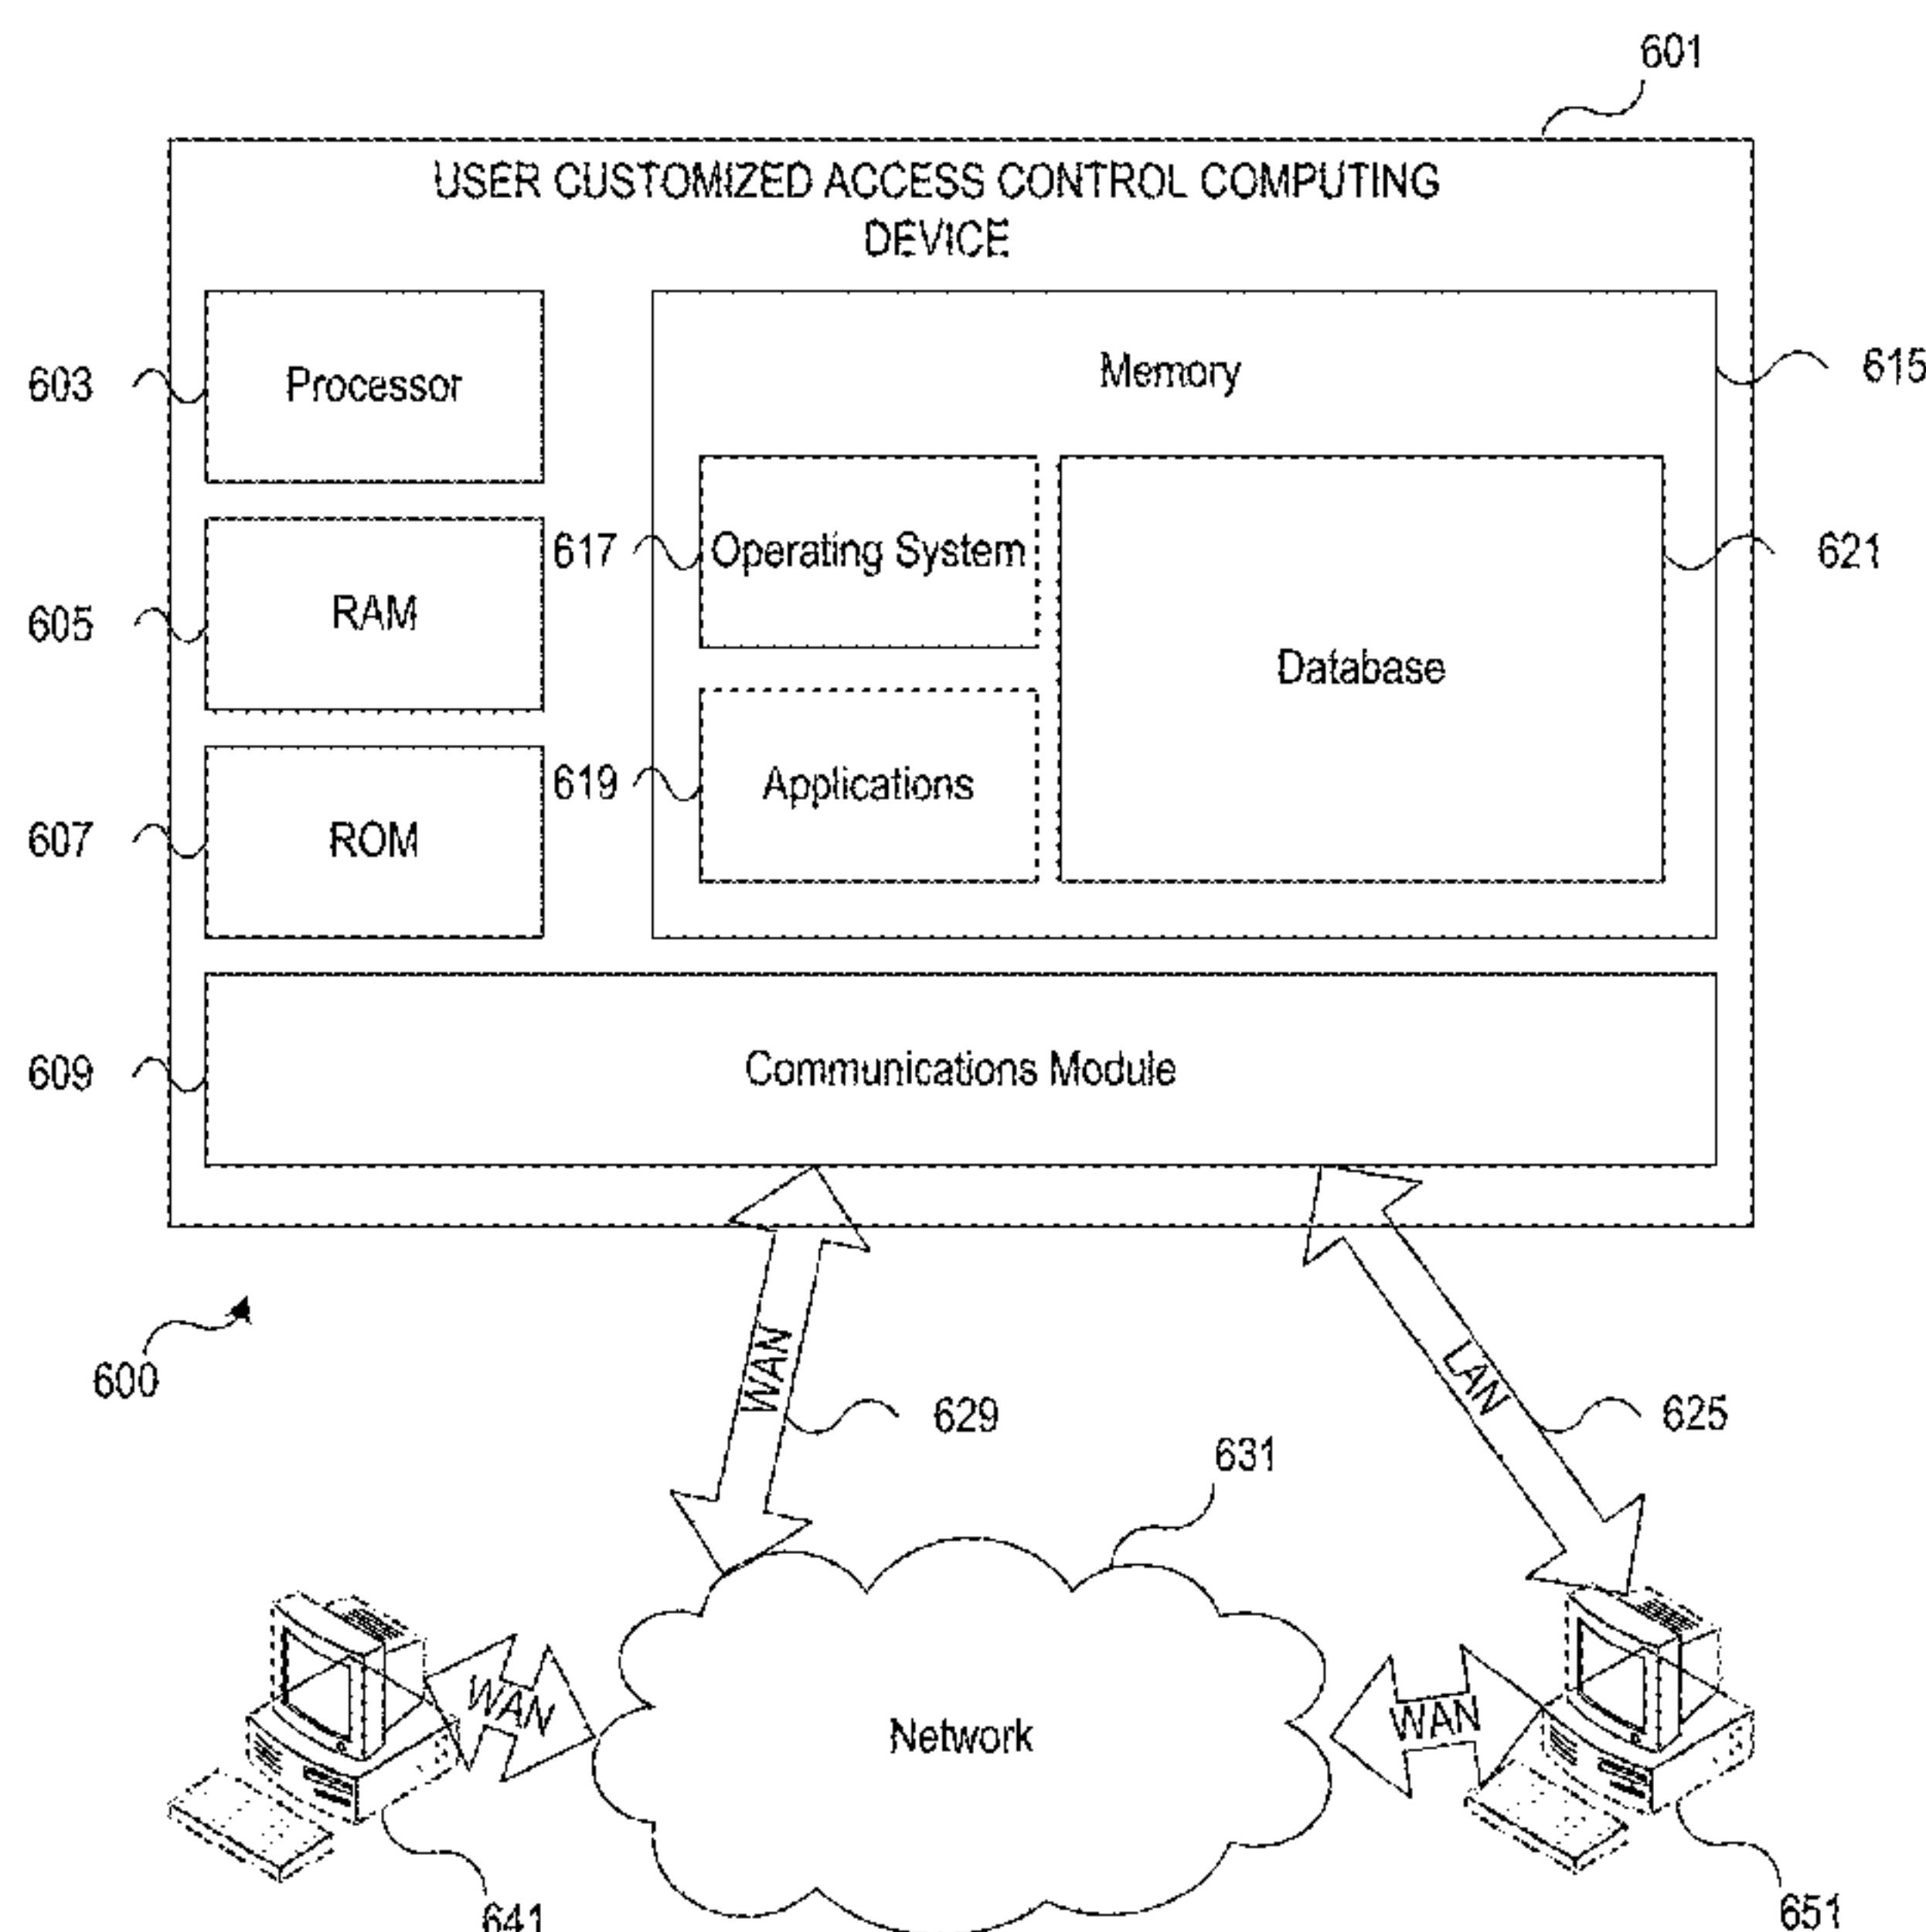 601
USER CUSTOMIZED ACCESS CONTROL COMPUTING
DEVICE
603
Processor
Memory
615
617
Operating System
621
605
RAM
Database
619
Applications
607
ROM
609
Communications Module
600
WAN
629
LAN
625
631
WAN
Network
WAN
641
651